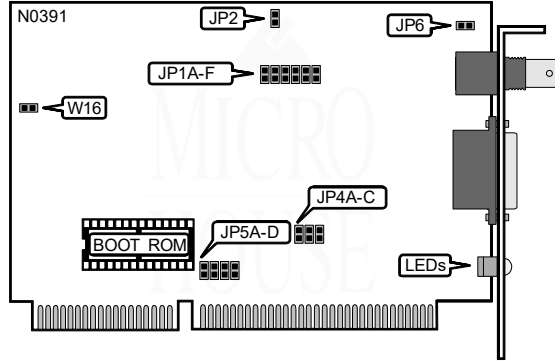 N0391
JP2
JP6
JP1A-F
W16
MICRO
HOUSE
JP4A-C
JP5A-D
BOOT ROM
LEDs